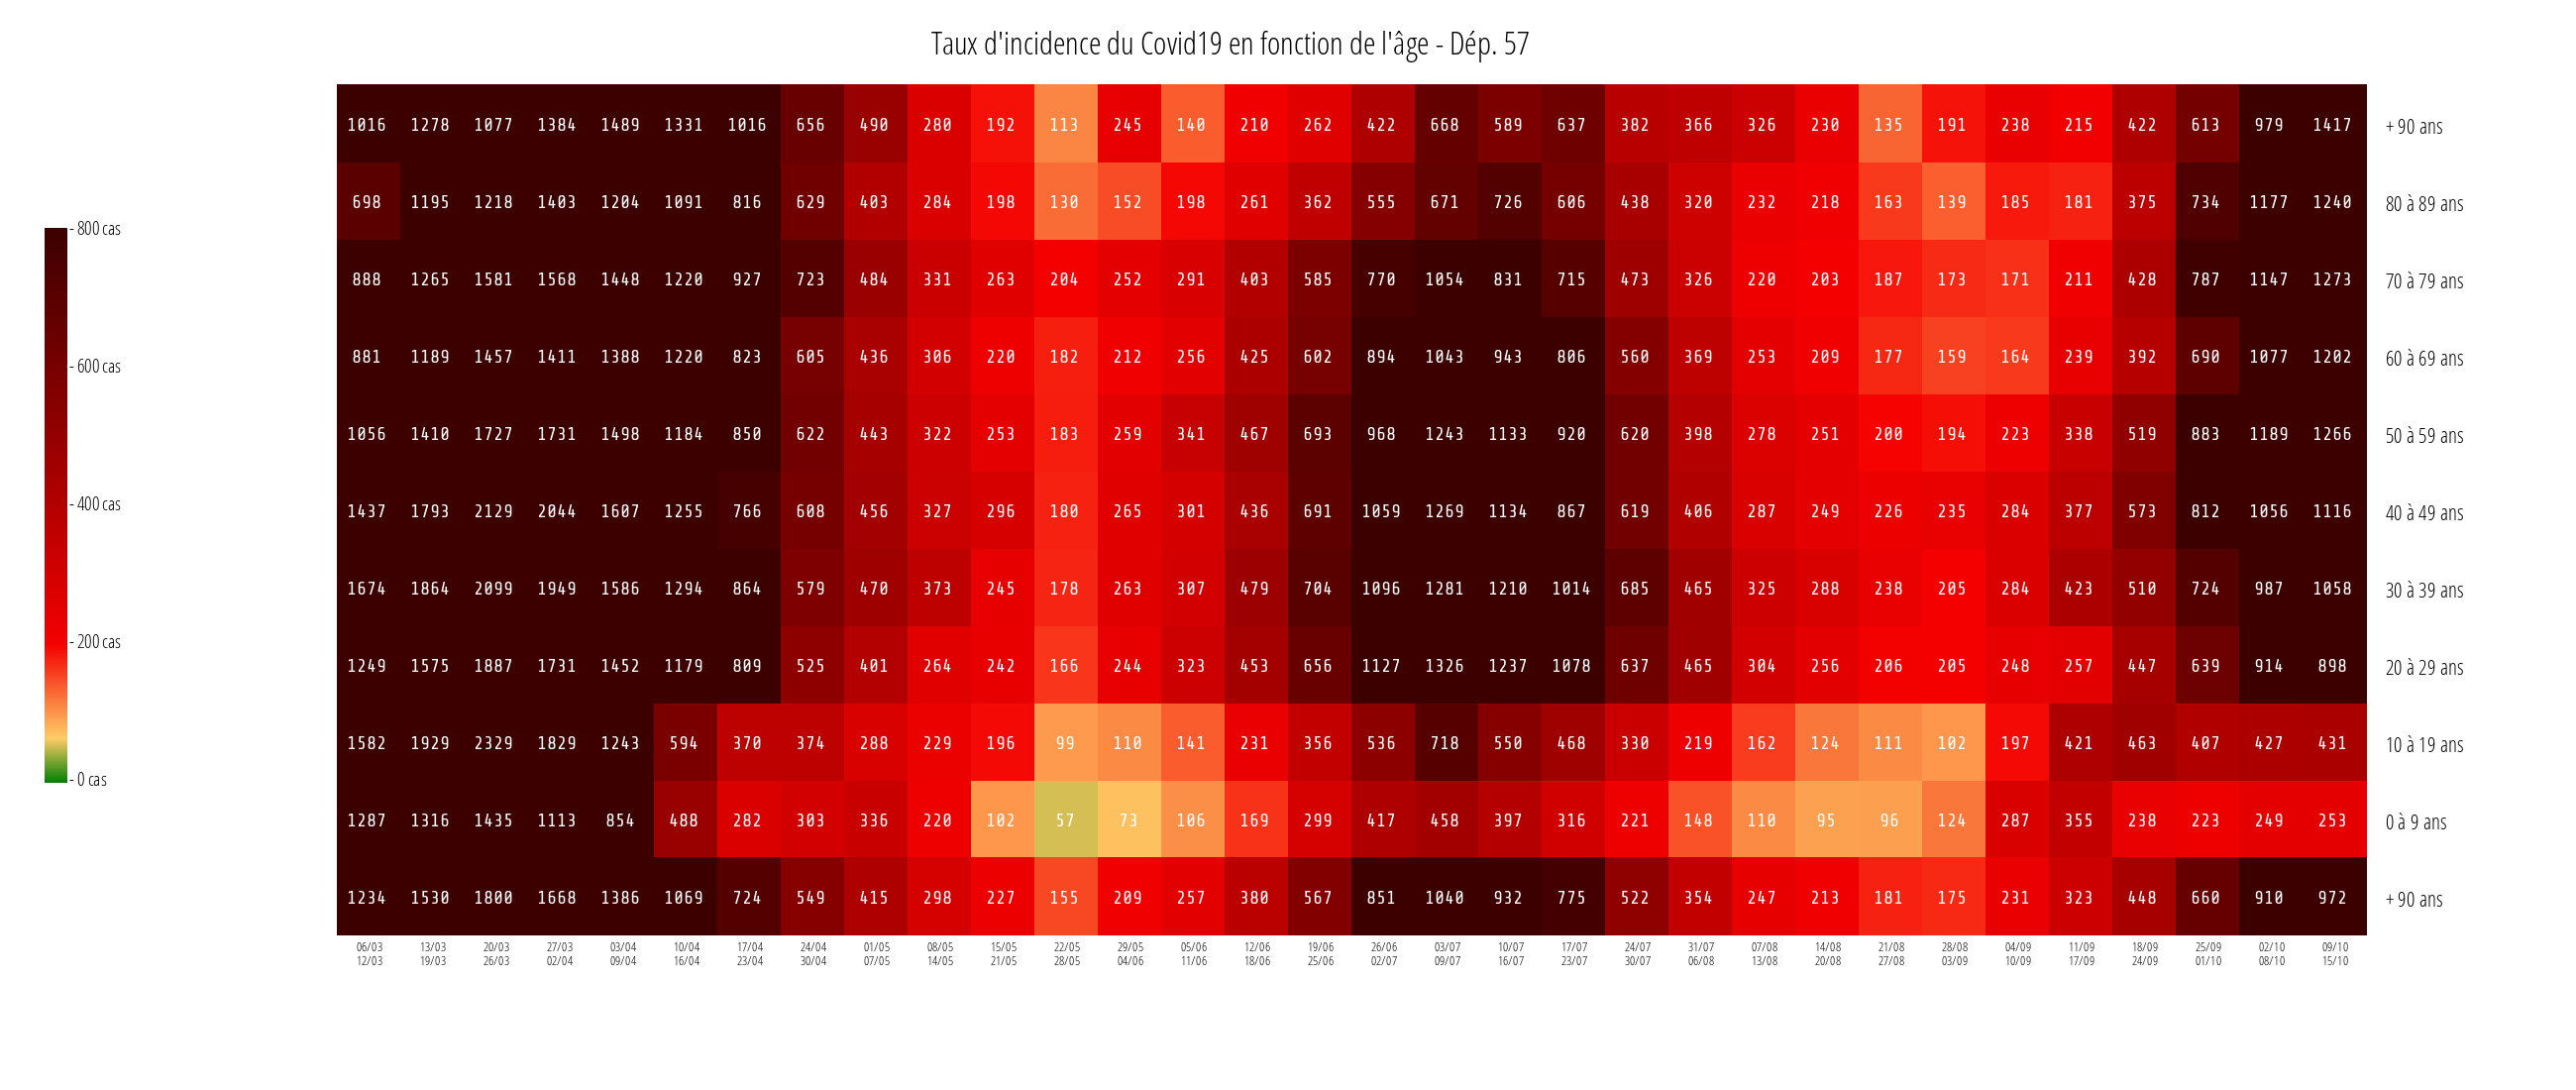 Taux d'incidence du Covid19 en fonction de l'âge - Dép. 57
- 800 cas
- 600 cas
- 400 cas
- 200 cas
- 0 cas
1016 1278 1077 1384 1489 1331 1016 656 490 280 192 113 245 140 210 262 422 668 589 637 382 366 326 230 135 191 238 215 422 613 979 1417 + 90 ans
698 1195 1218 1403 1204 1091 816 629 403 284 198 130 152 198 261 362 555 671 726 606 438 320 232 218 163 139 185 181 375 734 1177 1240 80 à 89 ans
888 1265 1581 1568 1448 1220 927 723 484 331 263 204 252 291 403 585 770 1054 831 715 473 326 220 203 187 173 171 211 428 787 1147 1273 70 à 79 ans
881 1189 1457 1411 1388 1220 823 605 436 306 220 182 212 256 425 602 894 1043 943 806 560 369 253 209 177 159 164 239 392 690 1077 1202 60 à 69 ans
1056 1410 1727 1731 1498 1184 850 622 443 322 253 183 259 341 467 693 968 1243 1133 920 620 398 278 251 200 194 223 338 519 883 1189 1266 50 à 59 ans
1437 1793 2129 2044 1607 1255 766 608 456 327 296 180 265 301 436 691 1059 1269 1134 867 619 406 287 249 226 235 284 377 573 812 1056 1116 40 à 49 ans
1674 1864 2099 1949 1586 1294 864 579 470 373 245 178 263 307 479 704 1096 1281 1210 1014 685 465 325 288 238 205 284 423 510 724 987 1058 30 à 39 ans
1249 1575 1887 1731 1452 1179 809 525 401 264 242 166 244 323 453 656 1127 1326 1237 1078 637 465 304 256 206 205 248 257 447 639 914 898 20 à 29 ans
1582 1929 2329 1829 1243 594 370 374 288 229 196 99 110 141 231 356 536 718 550 468 330 219 162 124 111 102 197 421 463 407 427 431 10 à 19 ans
1287 1316 1435 1113 854 488 282 303 336 220 102 57 73 106 169 299 417 458 397 316 221 148 110 95 96 124 287 355 238 223 249 253 0 à 9 ans
1234 1530 1800 1668 1386 1069 724 549 415 298 227 155 209 257 380 567 851 1040 932 775 522 354 247 213 181 175 231 323 448 660 910 972 + 90 ans
06/03 13/03 20/03 27/03 03/04 10/04 17/04 24/04 01/05 08/05 15/05 22/05 29/05 05/06 12/06 19/06 26/06 03/07 10/07 17/07 24/07 31/07 07/08 14/08 21/08 28/08 04/09 11/09 18/09 25/09 02/10 09/10
12/03 19/03 26/03 02/04 09/04 16/04 23/04 30/04 07/05 14/05 21/05 28/05 04/06 11/06 18/06 25/06 02/07 09/07 16/07 23/07 30/07 06/08 13/08 20/08 27/08 03/09 10/09 17/09 24/09 01/10 08/10 15/10